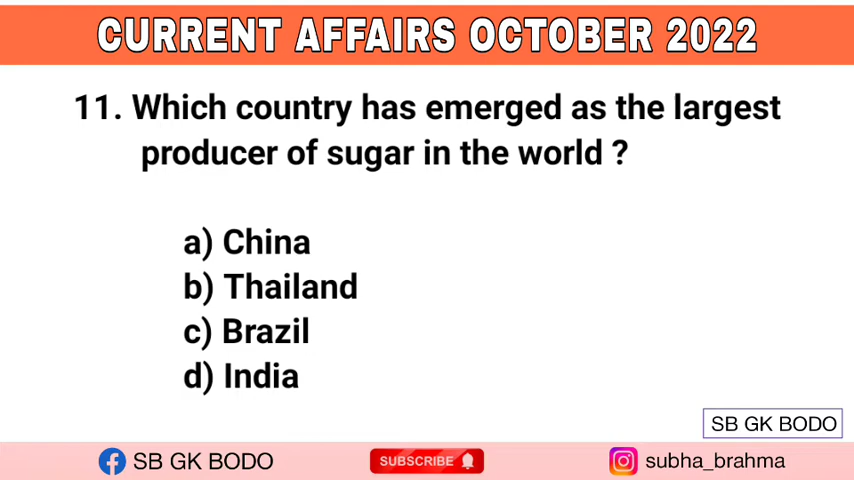 CURRENT AFFAIRS OCTOBER 2022
11. Which country has emerged as the largest
producer of sugar in the world ?
a) China
b) Thailand
c) Brazil
d) India
SB GK BODO
SB GK BODO
SUBSCRIBE
subha_brahma